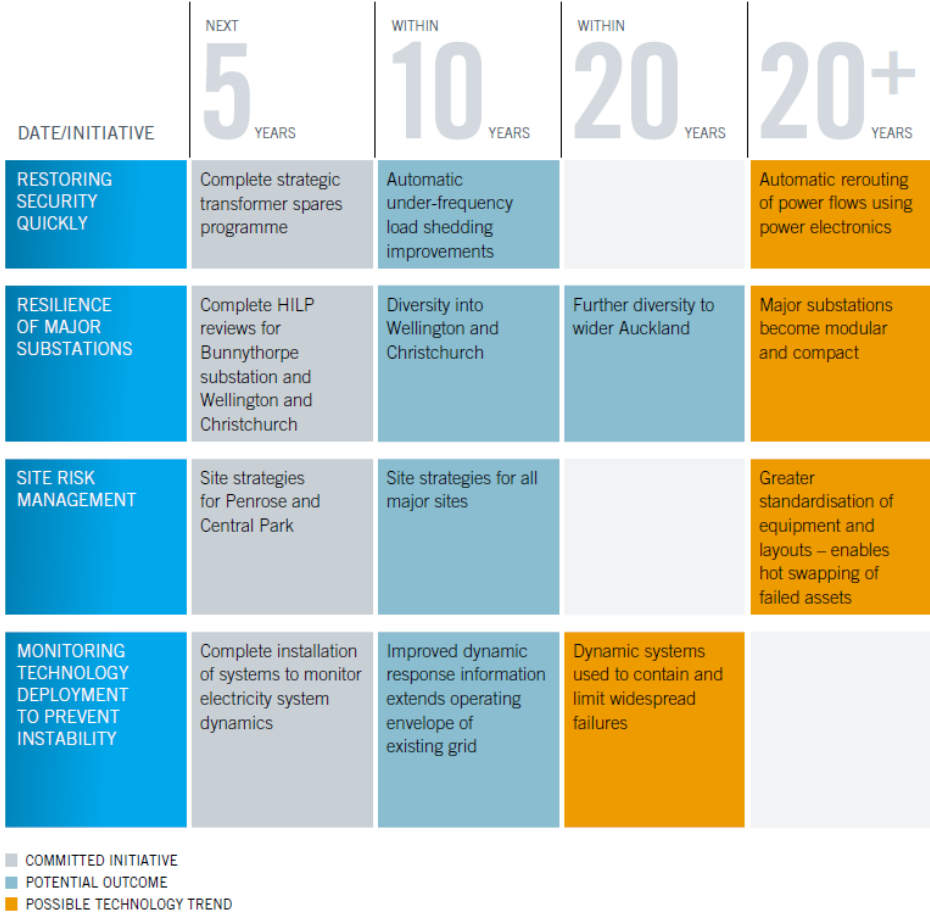 NEXT
5 YEARS
WITHIN
10 YEARS
WITHIN
20 YEARS
20+ YEARS
DATE/INITIATIVE
RESTORING
SECURITY
QUICKLY
Complete strategic
transformer spares
programme
Automatic
under-frequency
load shedding
improvements
Automatic rerouting
of power flows using
power electronics
RESILIENCE
OF MAJOR
SUBSTATIONS
Complete HILP
reviews for
Bunnythorpe
substation and
Wellington and
Christchurch
Diversity into
Wellington and
Christchurch
Further diversity to
wider Auckland
Major substations
become modular
and compact
SITE RISK
MANAGEMENT
Site strategies
for Penrose and
Central Park
Site strategies for all
major sites
Greater
standardisation of
equipment and
layouts – enables
hot swapping of
failed assets
MONITORING
TECHNOLOGY
DEPLOYMENT
TO PREVENT
INSTABILITY
Complete installation
of systems to monitor
electricity system
dynamics
Improved dynamic
response information
extends operating
envelope of
existing grid
Dynamic systems
used to contain and
limit widespread
failures
COMMITTED INITIATIVE
POTENTIAL OUTCOME
POSSIBLE TECHNOLOGY TREND